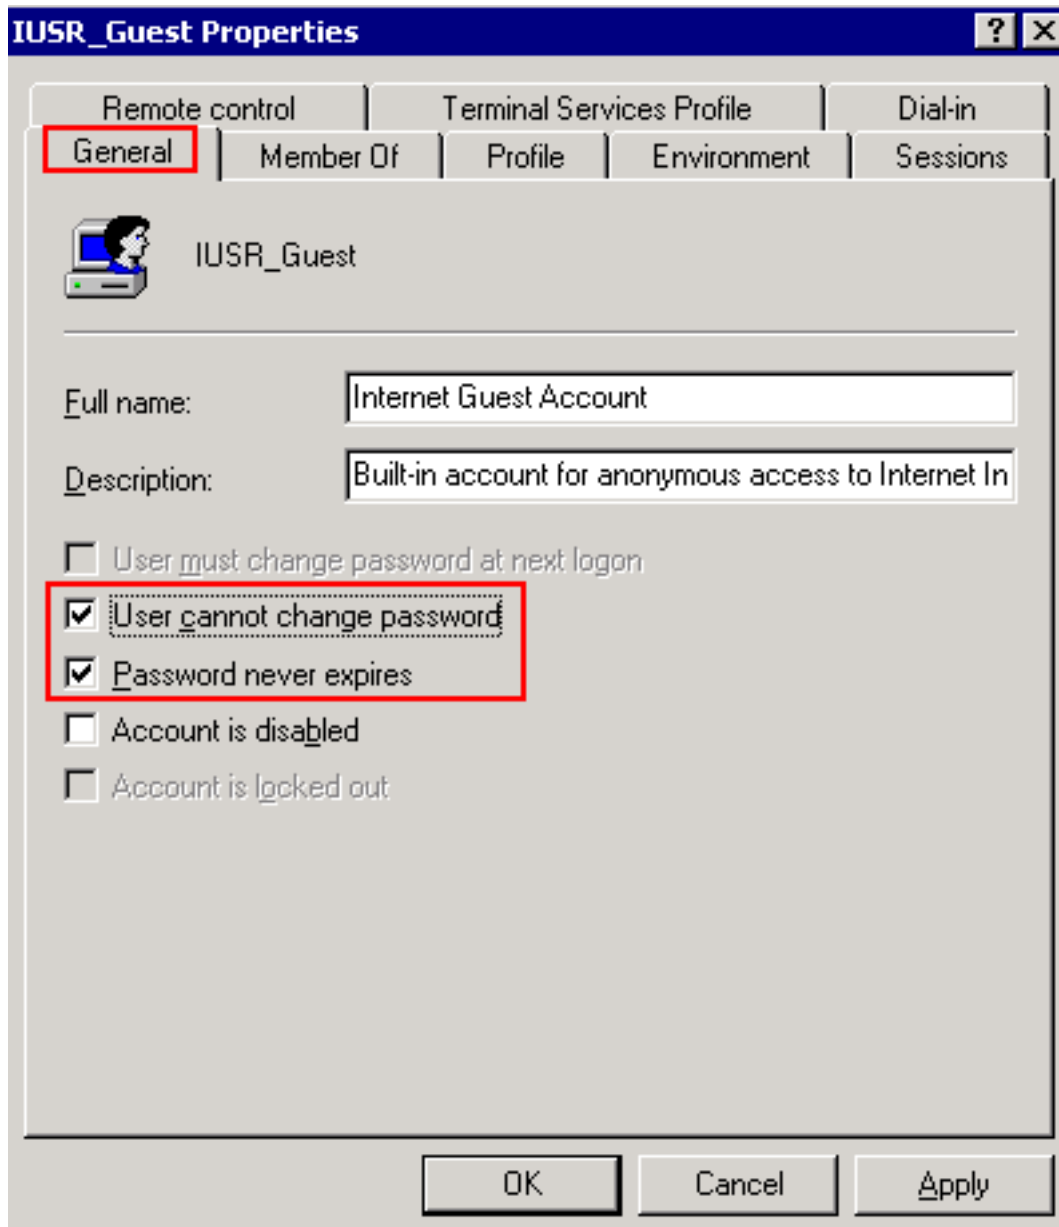 IUSR_Guest Properties
Remote control Terminal Services Profile Dial-in
General Member Of Profile Environment Sessions
IUSR_Guest
Full name: Internet Guest Account
Description: Built-in account for anonymous access to Internet In
User must change password at next logon
User cannot change password
Password never expires
Account is disabled
Account is locked out
OK Cancel Apply